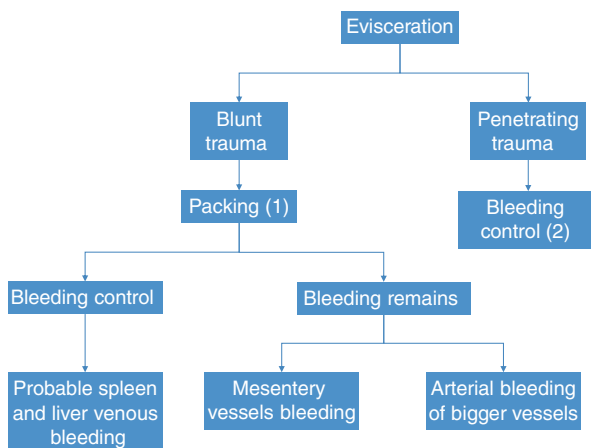 Evisceration
Blunt
trauma
Penetrating
trauma
Packing (1)
Bleeding
control (2)
Bleeding control
Bleeding remains
Probable spleen
and liver venous
bleeding
Mesentery
vessels bleeding
Arterial bleeding
of bigger vessels